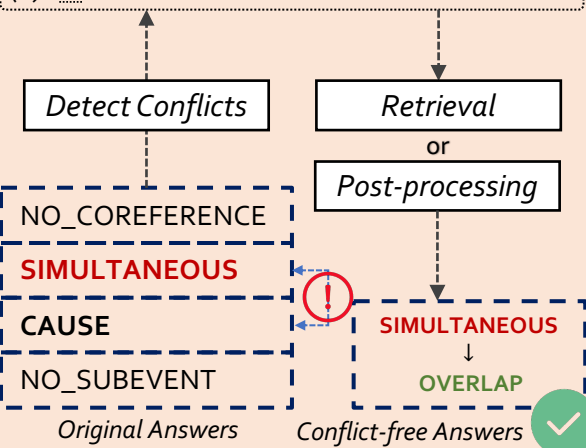 Detect Conflicts
Retrieval
or
Post-processing
NO_COREFERENCE
SIMULTANEOUS
CAUSE
NO_SUBEVENT
!
SIMULTANEOUS
↓
OVERLAP
Original Answers
Conflict-free Answers